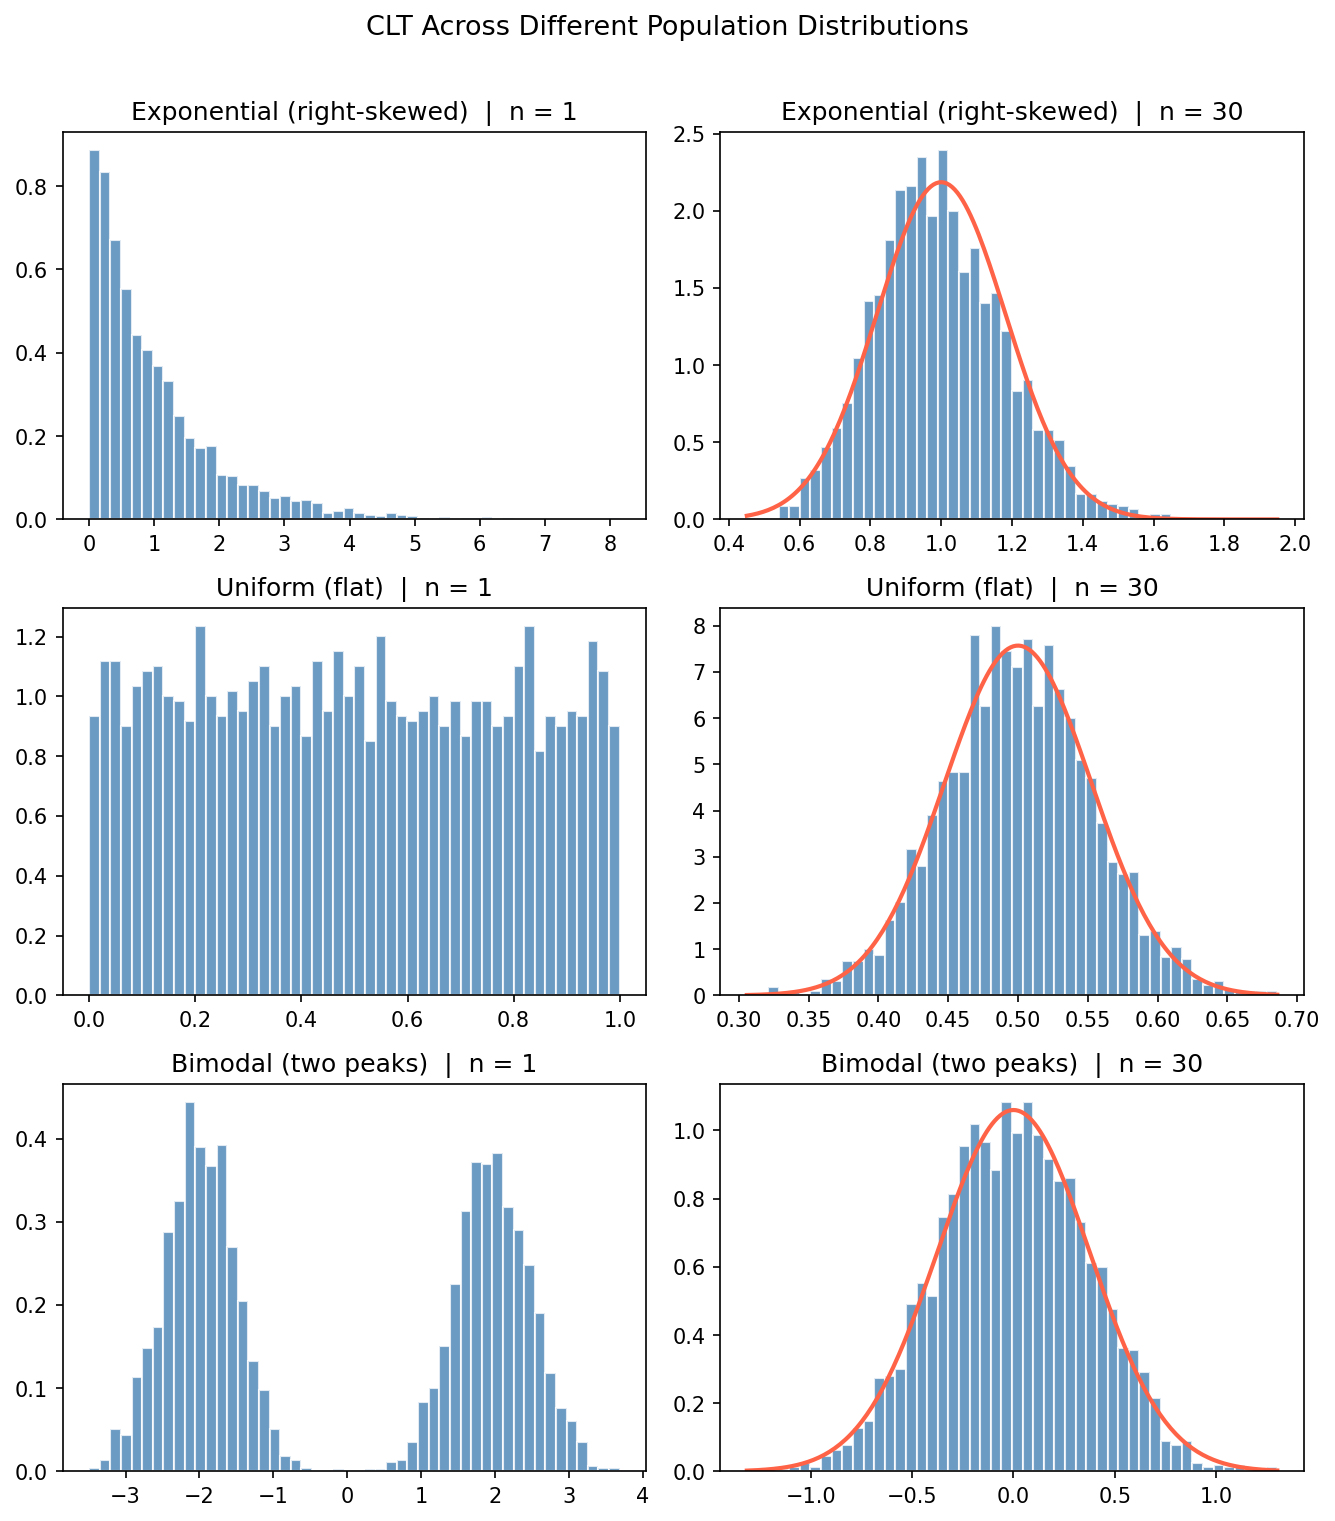 CLT Across Different Population Distributions
Exponential (right-skewed)  |  n = 1
0.8
0.6
0.4
0.2
0.0
0 1 2 3 4 5 6 7 8
Exponential (right-skewed)  |  n = 30
2.5
2.0
1.5
1.0
0.5
0.0
0.4 0.6 0.8 1.0 1.2 1.4 1.6 1.8 2.0
Uniform (flat)  |  n = 1
1.2
1.0
0.8
0.6
0.4
0.2
0.0
0.0 0.2 0.4 0.6 0.8 1.0
Uniform (flat)  |  n = 30
8
7
6
5
4
3
2
1
0
0.30 0.35 0.40 0.45 0.50 0.55 0.60 0.65 0.70
Bimodal (two peaks)  |  n = 1
0.4
0.3
0.2
0.1
0.0
−3 −2 −1 0 1 2 3 4
Bimodal (two peaks)  |  n = 30
1.0
0.8
0.6
0.4
0.2
0.0
−1.0 −0.5 0.0 0.5 1.0